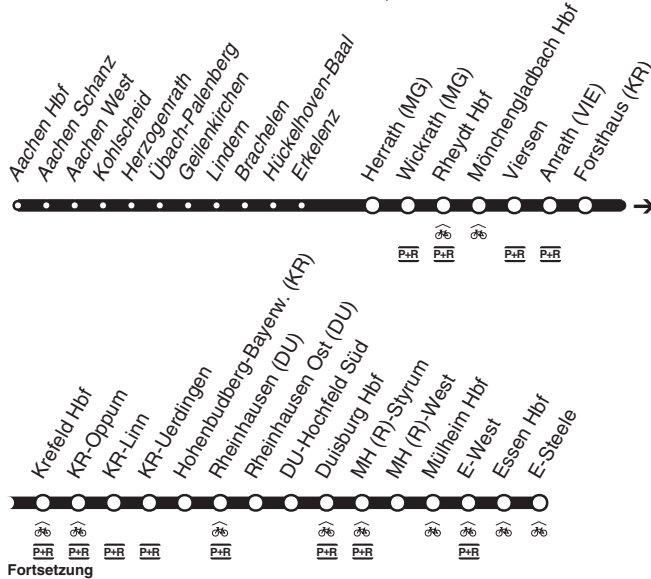 Aachen Hbf
Aachen Schanz
Aachen West
Kohlscheid
Herzogenrath
Übach-Palenberg
Geilenkirchen
Lindern
Brachelen
Hückelhoven-Baal
Erkelenz
Herrath (MG)
Wickrath (MG)
Rheydt Hbf
Mönchengladbach Hbf
Viersen
Anrath (VIE)
Forsthaus (KR)
P+R P+R P+R P+R
Krefeld Hbf
KR-Oppum
KR-Linn
KR-Uerdingen
Hohenbudberg-Bayerw. (KR)
Rheinhausen (DU)
Rheinhausen Ost (DU)
DU-Hochfeld Süd
Duisburg Hbf
MH (R)-Styrum
MH (R)-West
Mülheim Hbf
E-West
Essen Hbf
E-Steele
P+R P+R P+R P+R P+R P+R P+R P+R
Fortsetzung